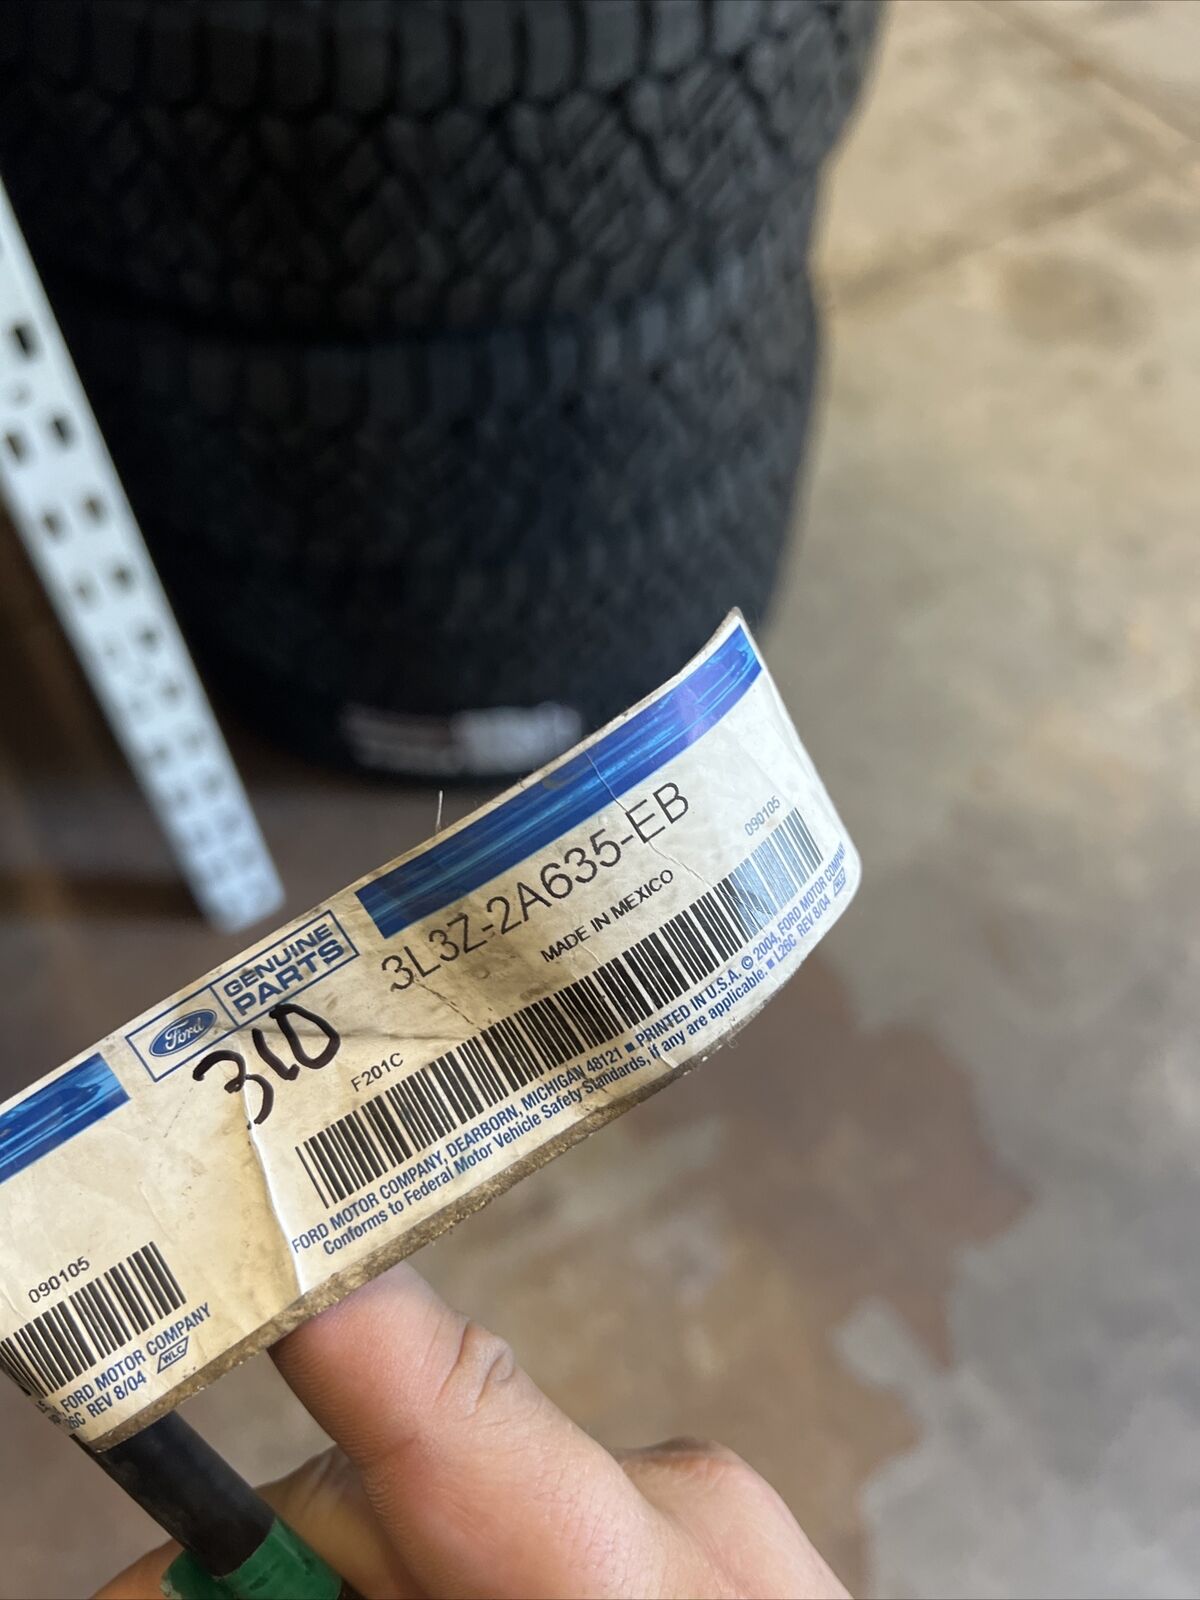 Ford GENUINE PARTS
3L3Z-2A635-EB
MADE IN MEXICO
310
F201C
090105
FORD MOTOR COMPANY, DEARBORN, MICHIGAN 48121 ■ PRINTED IN U.S.A. © 2004, FORD MOTOR COMPANY
Conforms to Federal Motor Vehicle Safety Standards, if any are applicable. ■ L26C REV 8/04 WLC
090105
FORD MOTOR COMPANY
REV 8/04 WLC